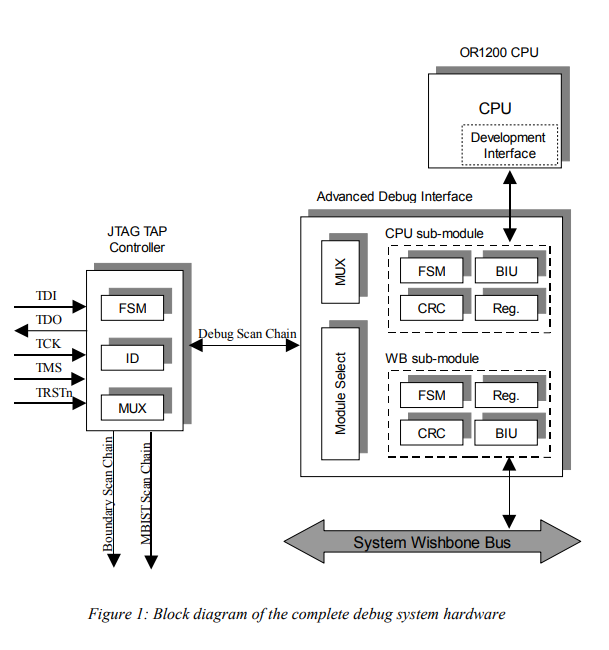 OR1200 CPU
CPU
Development
Interface
Advanced Debug Interface
CPU sub-module
MUX
FSM
BIU
CRC
Reg.
Module Select
WB sub-module
FSM
Reg.
CRC
BIU
JTAG TAP
Controller
TDI
TDO
TCK
TMS
TRSTn
FSM
ID
MUX
Debug Scan Chain
Boundary Scan Chain
MBIST Scan Chain
System Wishbone Bus
Figure 1: Block diagram of the complete debug system hardware